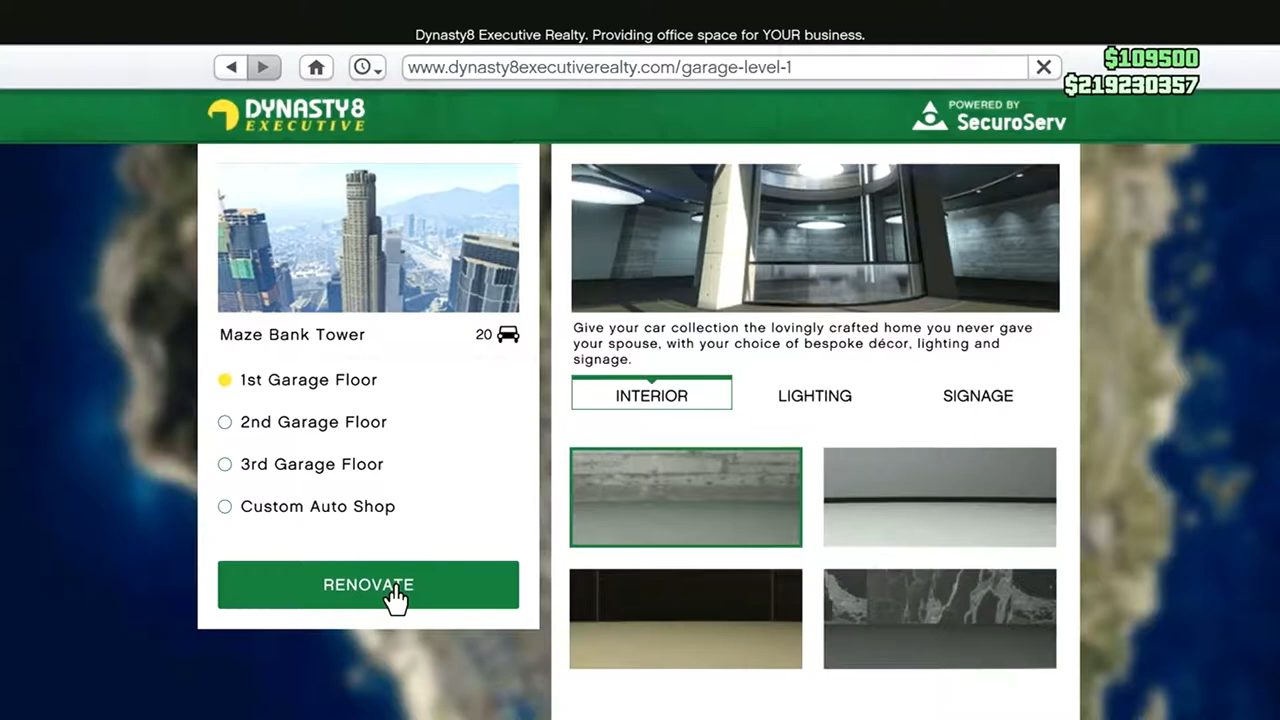 Dynasty8 Executive Realty. Providing office space for YOUR business.
www.dynasty8executiverealty.com/garage-level-1
$109500
$219230357
DYNASTY8
EXECUTIVE
POWERED BY
SecuroServ
Maze Bank Tower
20
1st Garage Floor
2nd Garage Floor
3rd Garage Floor
Custom Auto Shop
RENOVATE
Give your car collection the lovingly crafted home you never gave
your spouse, with your choice of bespoke décor, lighting and
signage.
INTERIOR
LIGHTING
SIGNAGE